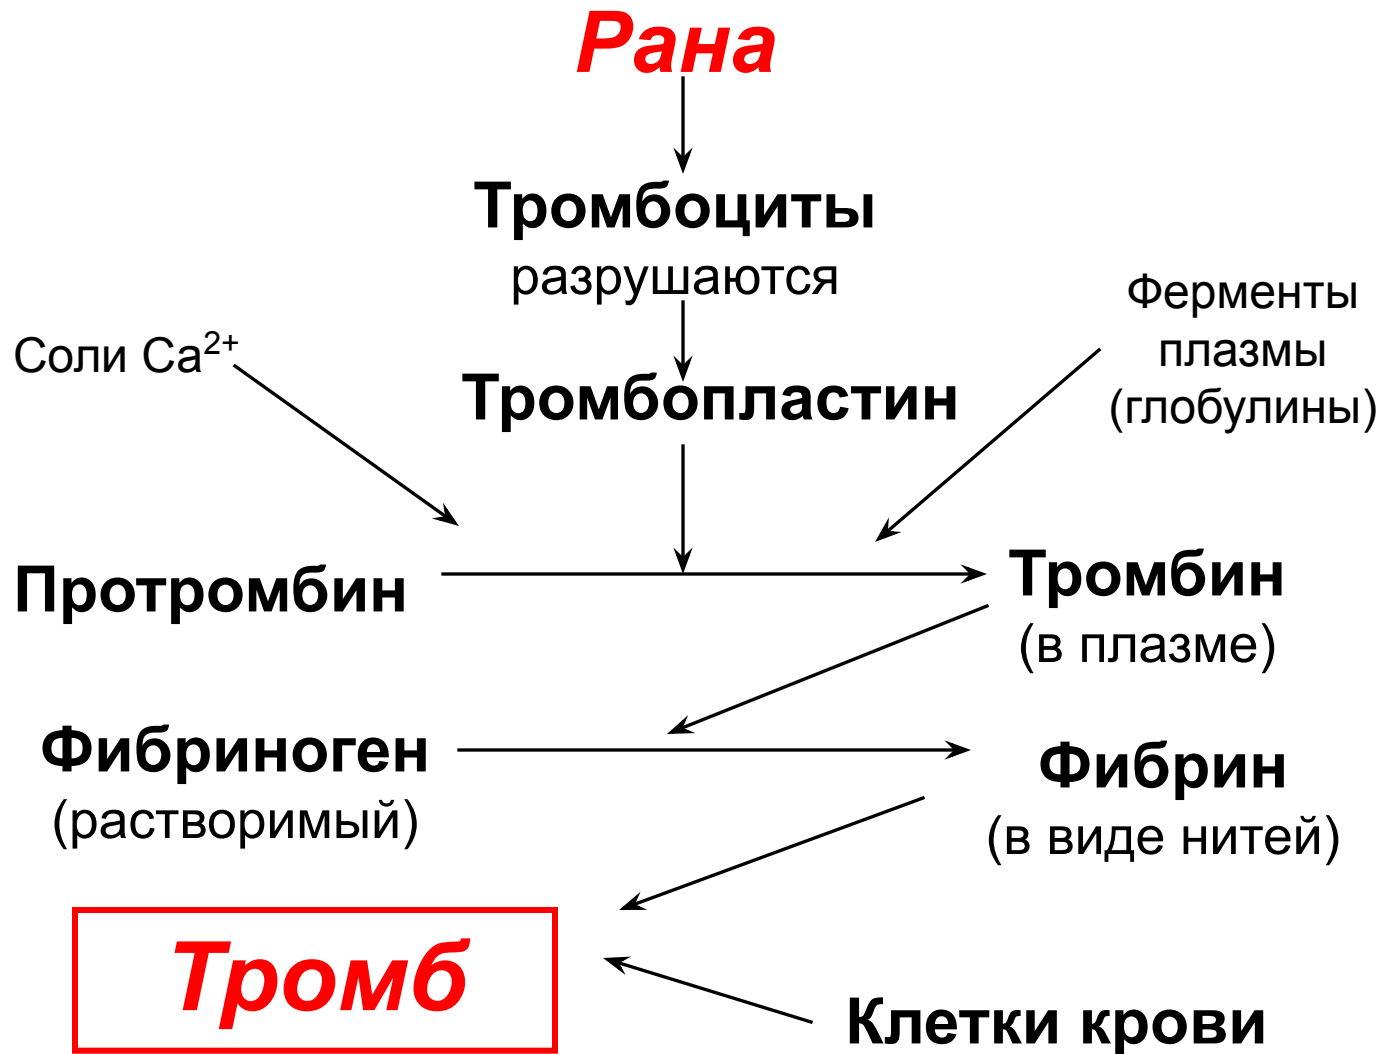 Рана
Тромбоциты
разрушаются
Ферменты
плазмы
(глобулины)
Соли Ca²⁺
Тромбопластин
Протромбин
Тромбин
(в плазме)
Фибриноген
(растворимый)
Фибрин
(в виде нитей)
Тромб
Клетки крови